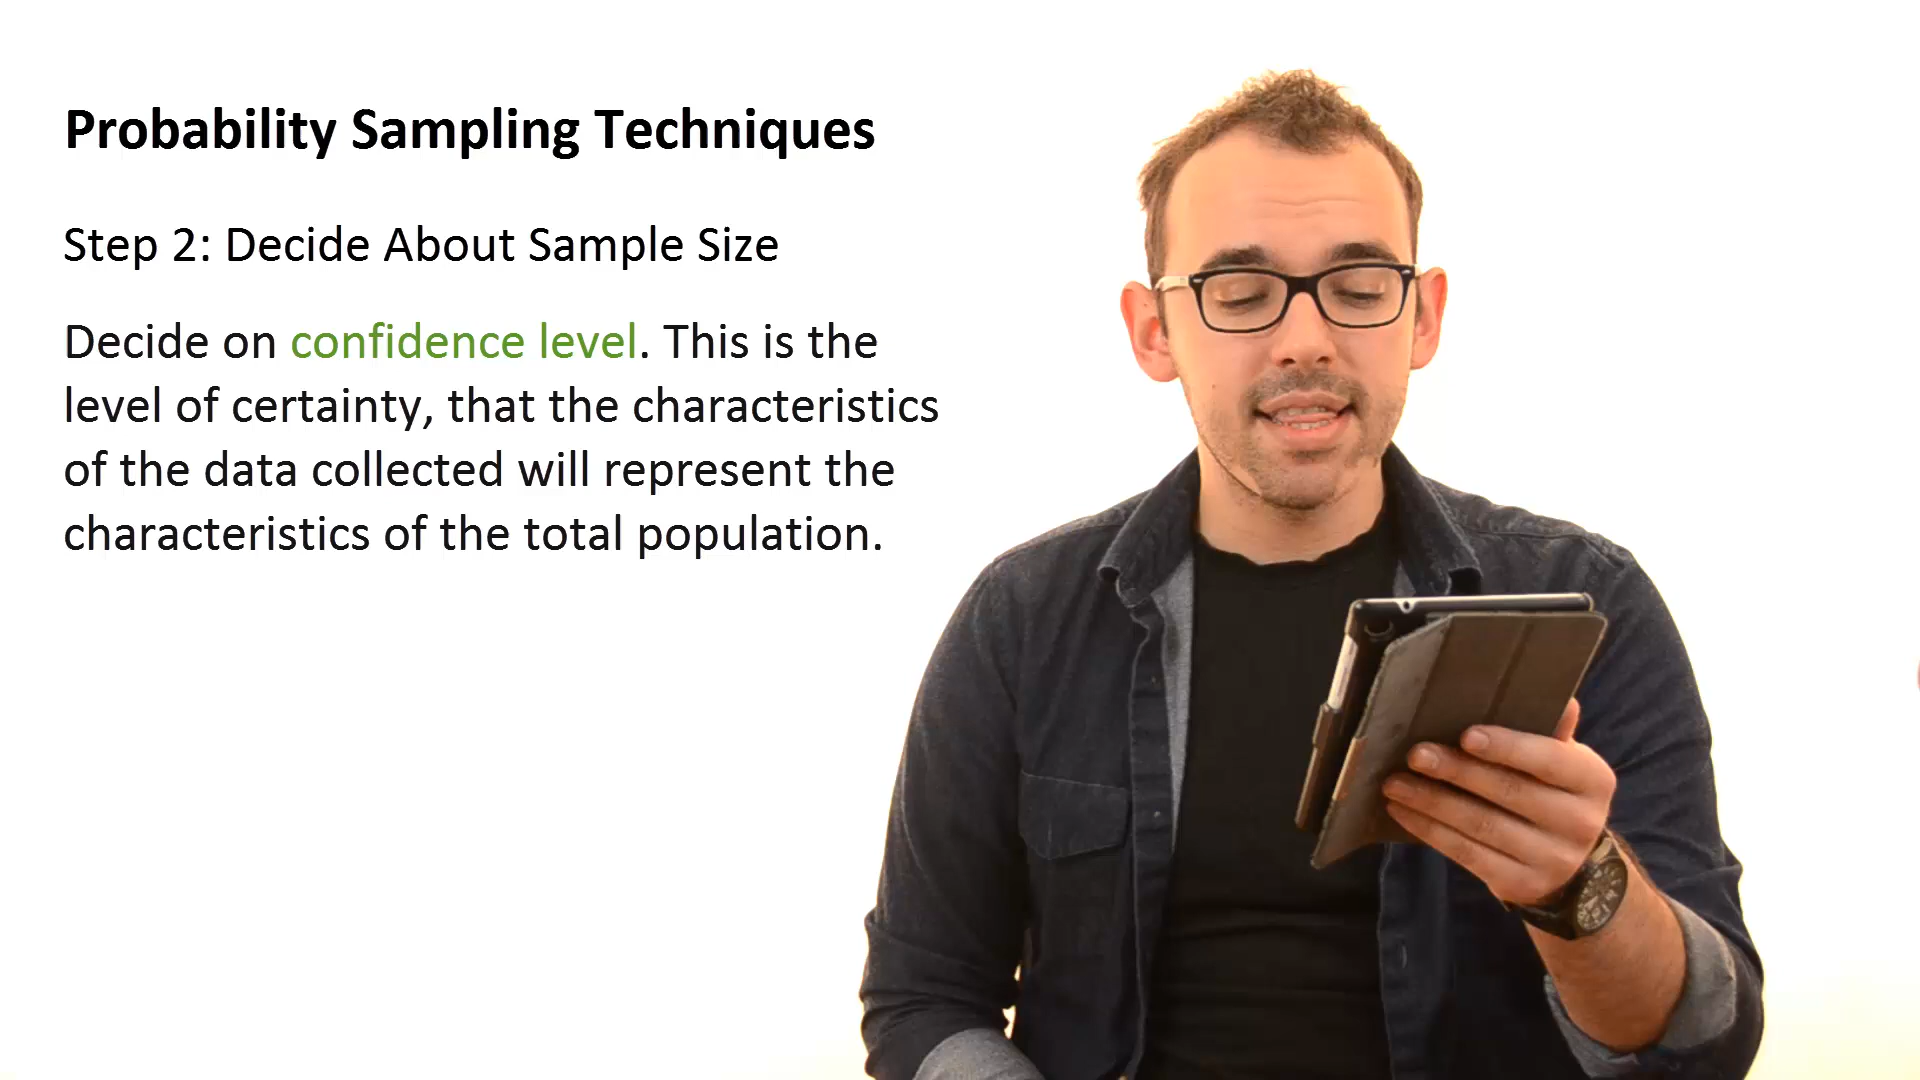 Probability Sampling Techniques
Step 2: Decide About Sample Size
Decide on confidence level. This is the
level of certainty, that the characteristics
of the data collected will represent the
characteristics of the total population.